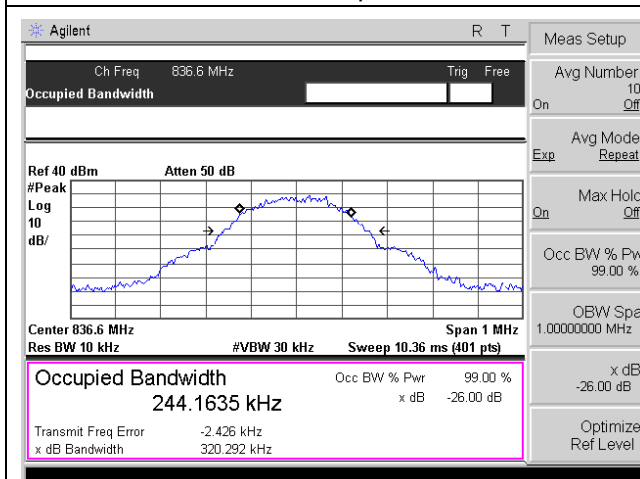 Agilent R T
Ch Freq 836.6 MHz Trig Free
Occupied Bandwidth
Ref 40 dBm Atten 50 dB
#Peak
Log
10
dB/
Center 836.6 MHz Span 1 MHz
Res BW 10 kHz #VBW 30 kHz Sweep 10.36 ms (401 pts)
Occupied Bandwidth Occ BW % Pwr 99.00 %
244.1635 kHz x dB -26.00 dB
Transmit Freq Error -2.426 kHz
x dB Bandwidth 320.292 kHz
Meas Setup
Avg Number
10
On Off
Avg Mode
Exp Repeat
Max Hold
On Off
Occ BW % Pw
99.00 %
OBW Spa
1.00000000 MHz
x dB
-26.00 dB
Optimize
Ref Level